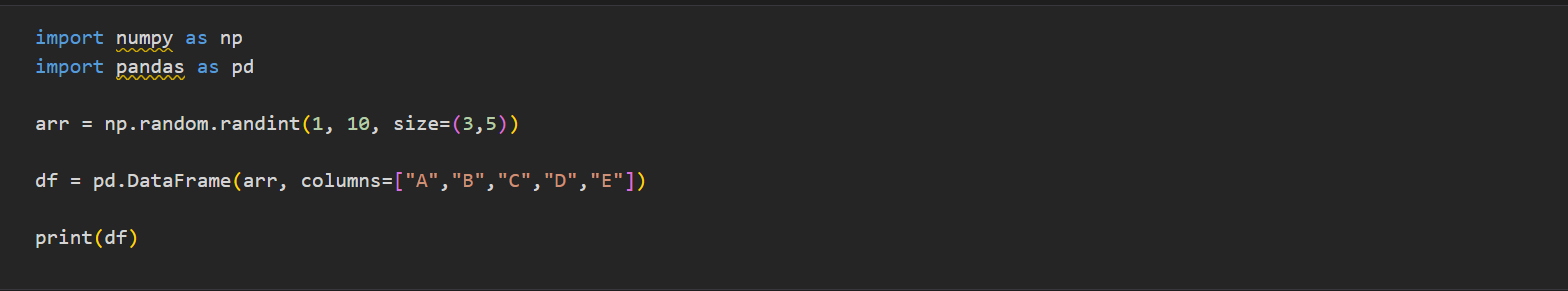 import numpy as np
import pandas as pd
arr = np.random.randint(1, 10, size=(3,5))
df = pd.DataFrame(arr, columns=["A","B","C","D","E"])
print(df)